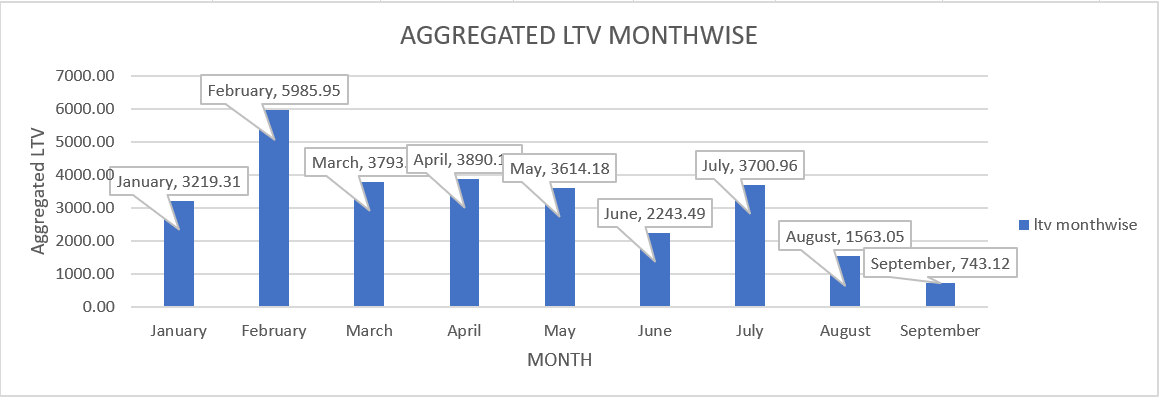 AGGREGATED LTV MONTHWISE
7000.00
6000.00
5000.00
4000.00
3000.00
2000.00
1000.00
0.00
Aggregated LTV
January, 3219.31
February, 5985.95
March, 3793.
April, 3890.1
May, 3614.18
June, 2243.49
July, 3700.96
August, 1563.05
September, 743.12
January February March April May June July August September
MONTH
ltv monthwise